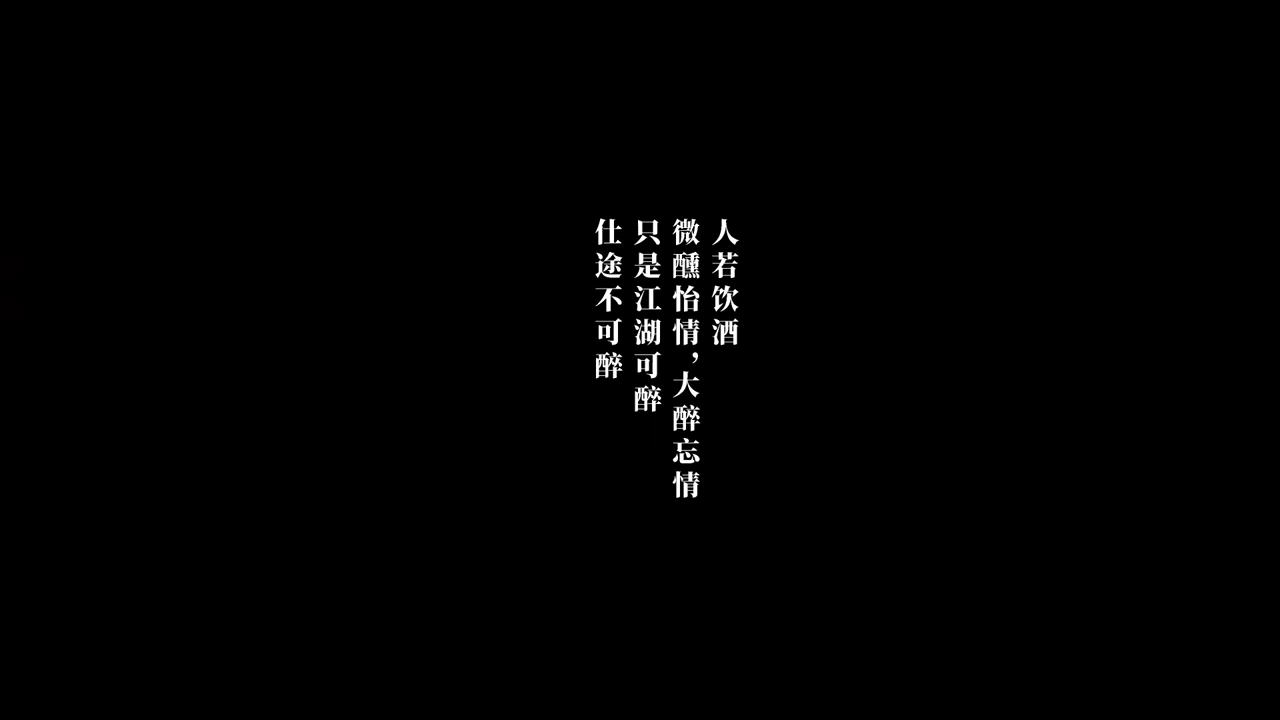 人若饮酒
微醺怡情，大醉忘情
只是江湖可醉
仕途不可醉